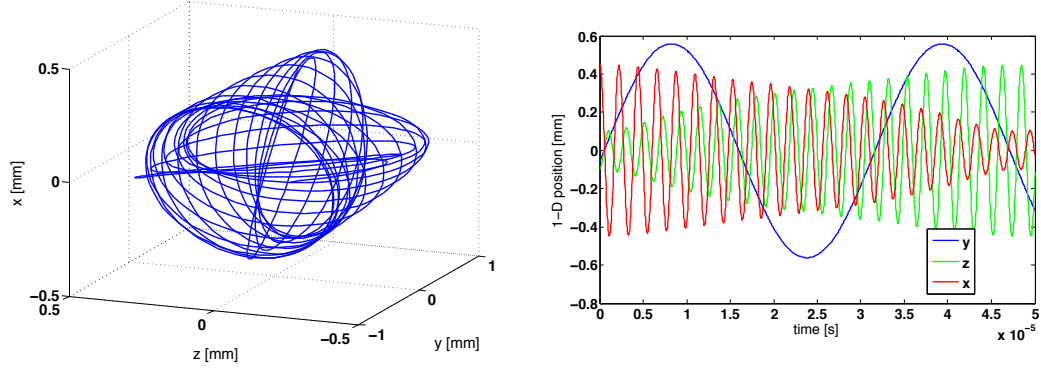 0.5
0
−0.5
x [mm]
0.5
0
−0.5
z [mm]
−1
0
1
y [mm]
0.6
0.4
0.2
0
−0.2
−0.4
−0.6
−0.8
1−D position [mm]
0 0.5 1 1.5 2 2.5 3 3.5 4 4.5 5
time [s]
x 10⁻⁵
y
z
x